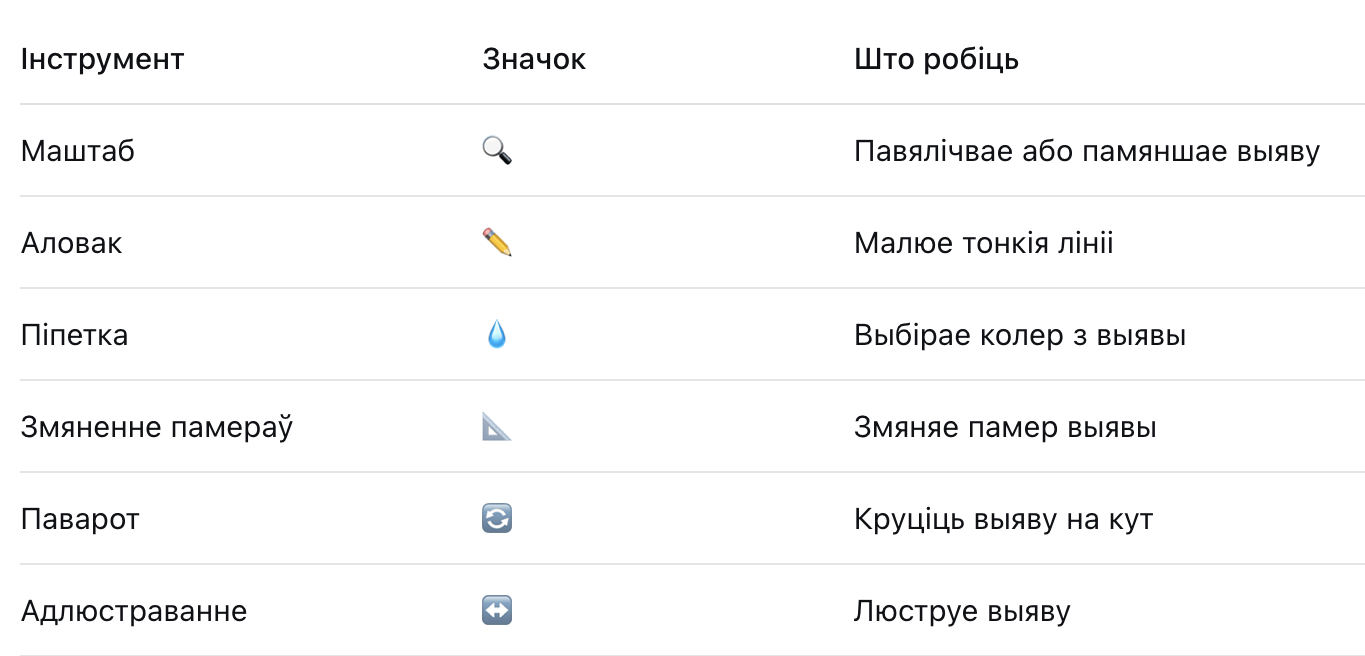 Інструмент Значок Што робіць
Маштаб 🔍 Павялічвае або памяншае выяву
Аловак ✏️ Малюе тонкія лініі
Піпетка 💧 Выбірае колер з выявы
Змяненне памераў 📐 Змяняе памер выявы
Паварот 🔄 Круціць выяву на кут
Адлюстраванне ↔️ Люструе выяву